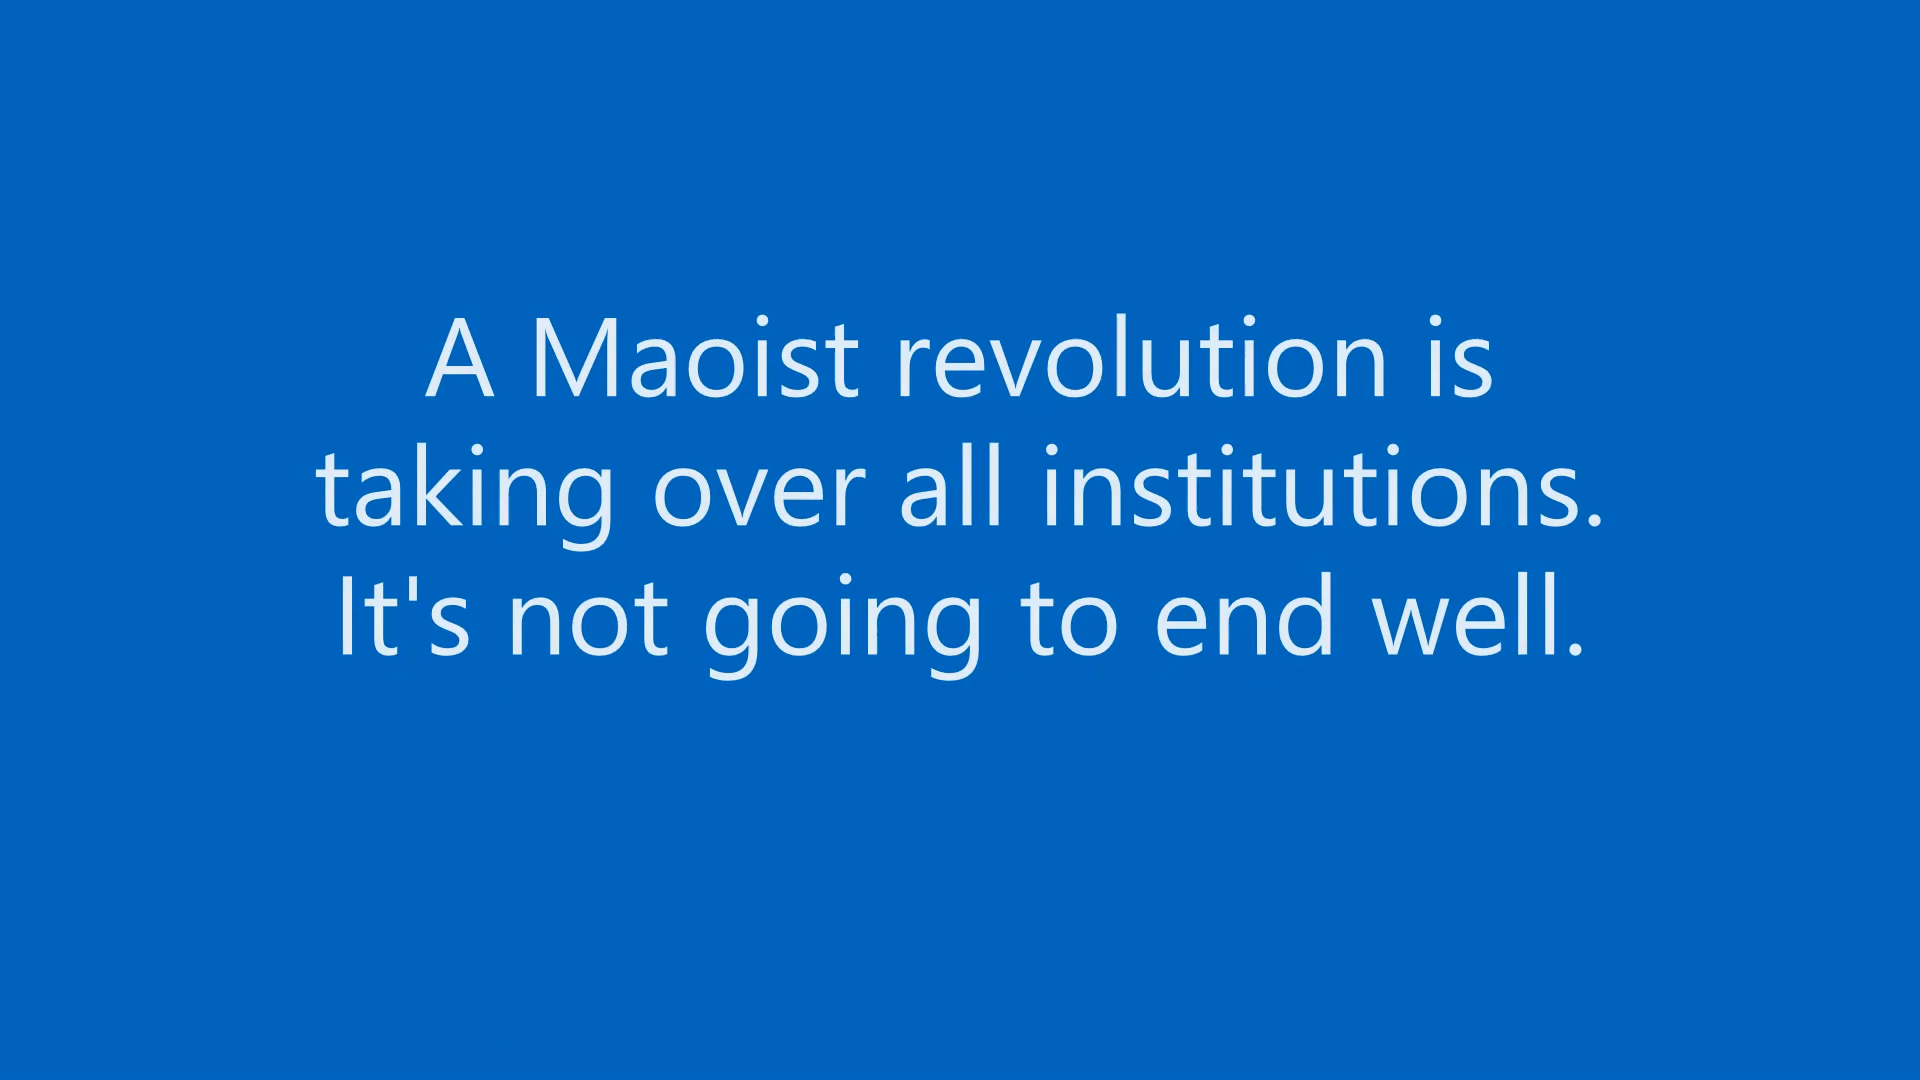 A Maoist revolution is
taking over all institutions.
It's not going to end well.